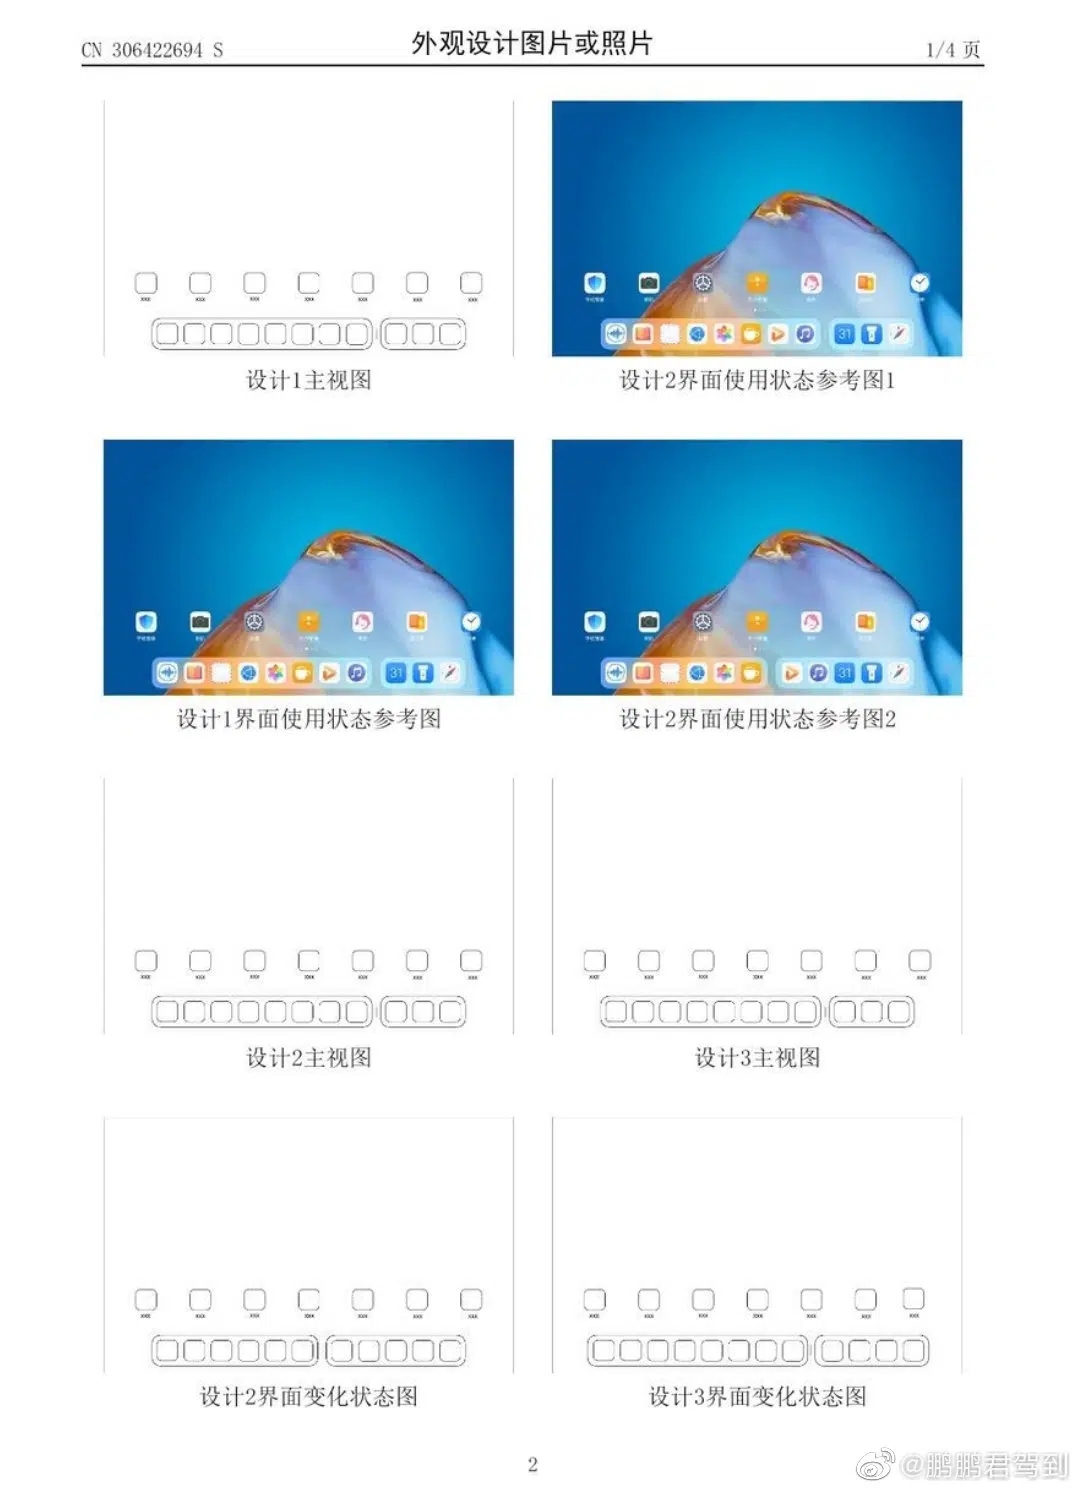 CN 306422694 S
外观设计图片或照片
1/4 页
设计1主视图
设计2界面使用状态参考图1
设计1界面使用状态参考图
设计2界面使用状态参考图2
设计2主视图
设计3主视图
设计2界面变化状态图
设计3界面变化状态图
2
@鹏鹏君驾到